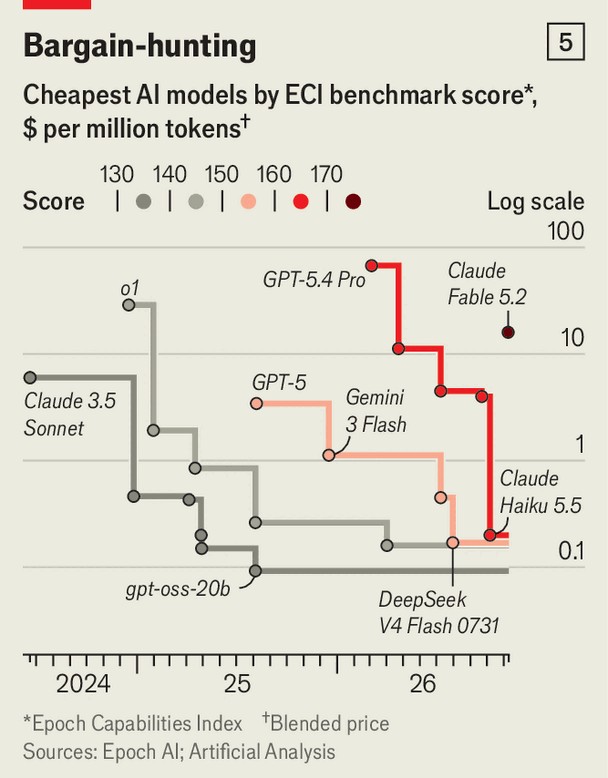 Bargain-hunting
5
Cheapest AI models by ECI benchmark score*,
$ per million tokens†
130 140 150 160 170
Score
Log scale
100
GPT-5.4 Pro
Claude
Fable 5.2
o1
10
GPT-5
Gemini
3 Flash
Claude 3.5
Sonnet
1
Claude
Haiku 5.5
0.1
gpt-oss-20b
DeepSeek
V4 Flash 0731
2024 25 26
*Epoch Capabilities Index †Blended price
Sources: Epoch AI; Artificial Analysis